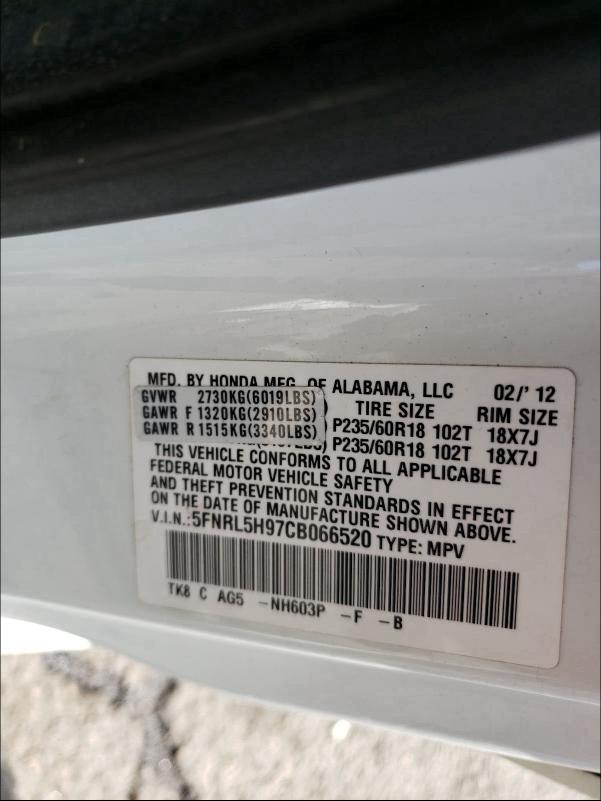 MFD. BY HONDA MFG. OF ALABAMA, LLC 02/' 12
GVWR 2730KG(6019LBS) TIRE SIZE RIM SIZE
GAWR F 1320KG(2910LBS) P235/60R18 102T 18X7J
GAWR R 1515KG(3340LBS) P235/60R18 102T 18X7J
THIS VEHICLE CONFORMS TO ALL APPLICABLE
FEDERAL MOTOR VEHICLE SAFETY
AND THEFT PREVENTION STANDARDS IN EFFECT
ON THE DATE OF MANUFACTURE SHOWN ABOVE.
V.I.N.:5FNRL5H97CB066520 TYPE: MPV
TK8 C AG5 -NH603P -F -B